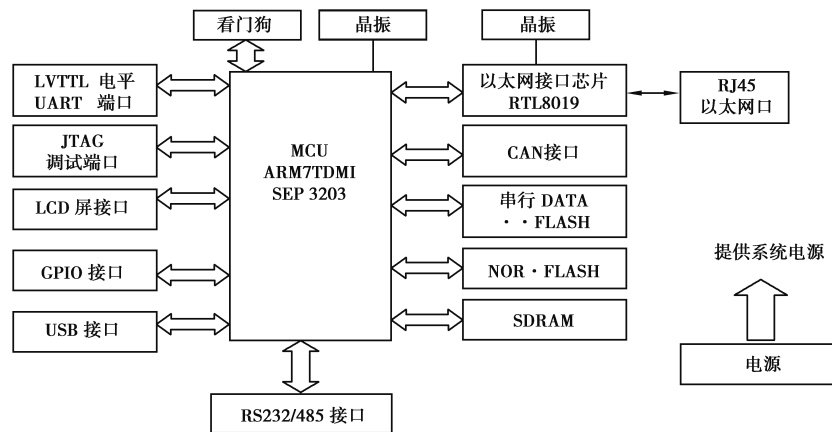 看门狗
晶振
晶振
LVTTL 电平
UART 端口
JTAG
调试端口
LCD 屏接口
GPIO 接口
USB 接口
MCU
ARM7TDMI
SEP 3203
以太网接口芯片
RTL8019
CAN接口
串行 DATA
··FLASH
NOR·FLASH
SDRAM
RJ45
以太网口
提供系统电源
电源
RS232/485 接口